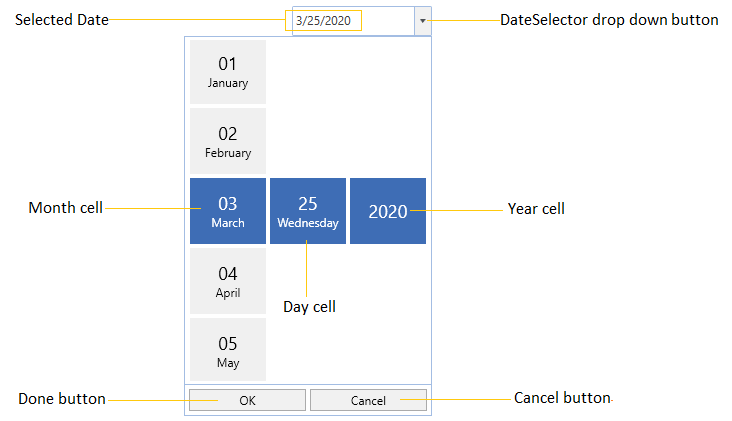 Selected Date
3/25/2020
DateSelector drop down button
01
January
02
February
Month cell
03
March
25
Wednesday
2020
Year cell
04
April
Day cell
05
May
Done button
OK
Cancel
Cancel button